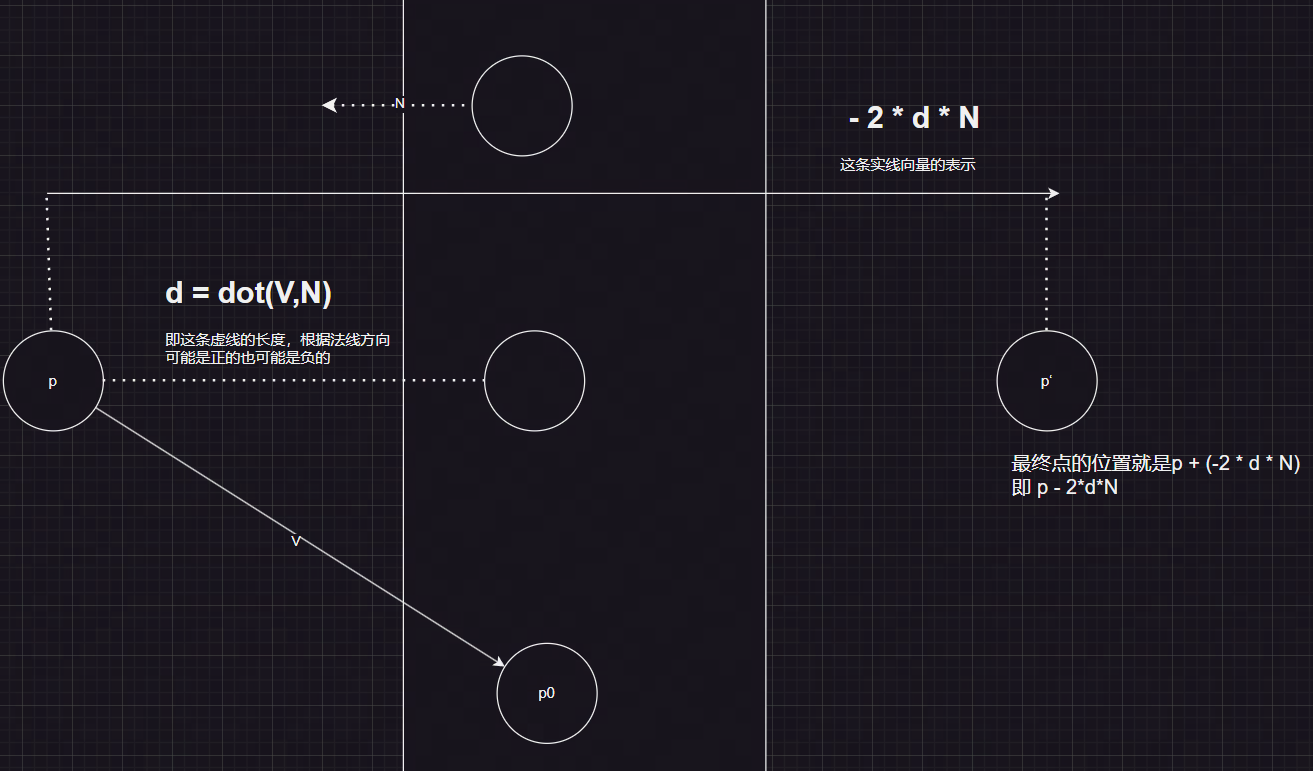 N
- 2 * d * N
这条实线向量的表示
d = dot(V,N)
即这条虚线的长度，根据法线方向
可能是正的也可能是负的
p
p‘
最终点的位置就是p + (-2 * d * N)
即 p - 2*d*N
V
p0